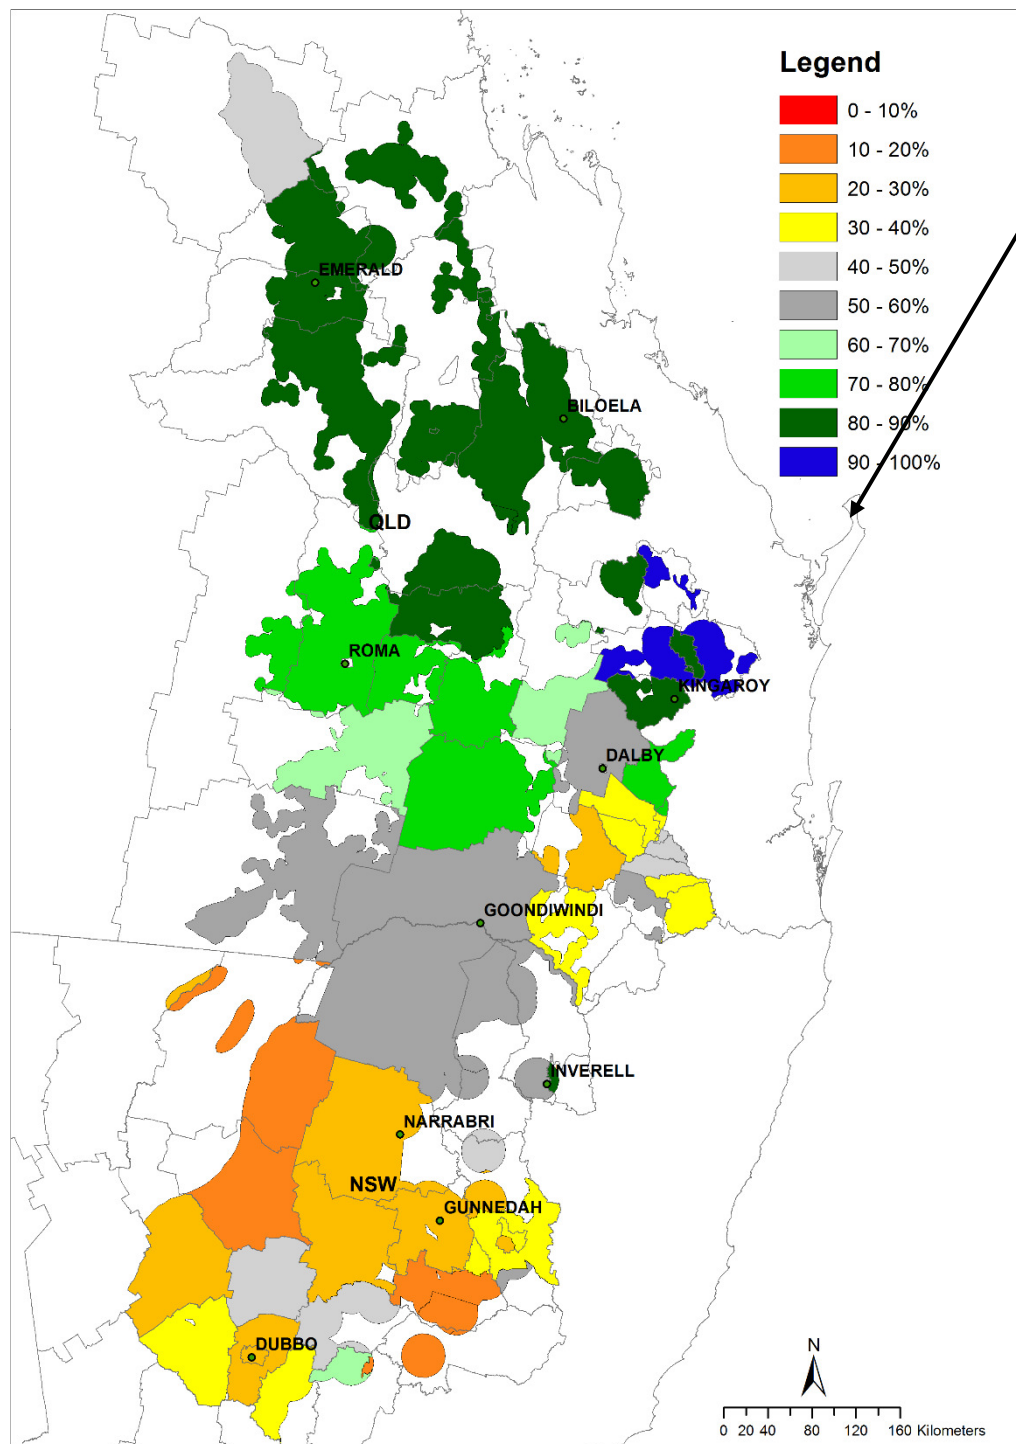 Legend
0 - 10%
10 - 20%
20 - 30%
30 - 40%
40 - 50%
50 - 60%
60 - 70%
70 - 80%
80 - 90%
90 - 100%
EMERALD
BILOELA
QLD
ROMA
KINGAROY
DALBY
GOONDIWINDI
INVERELL
NARRABRI
NSW
GUNNEDAH
DUBBO
N
0 20 40 80 120 160 Kilometers